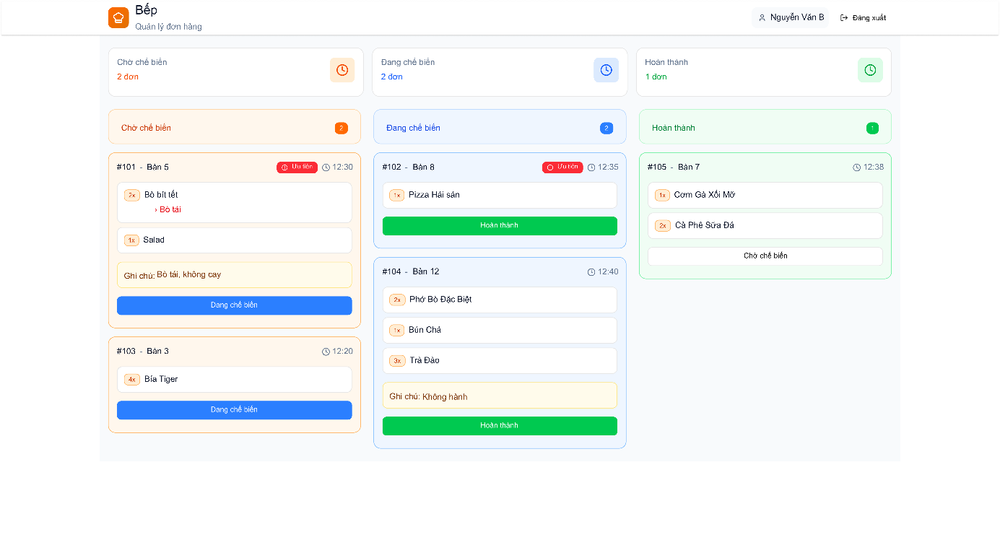 Bếp
Quản lý đơn hàng
Nguyễn Văn B
Đăng xuất
Chờ chế biến
2 đơn
Đang chế biến
2 đơn
Hoàn thành
1 đơn
Chờ chế biến 2
#101 - Bàn 5 Ưu tiên 12:30
2x Bò bít tết
› Bò tái
1x Salad
Ghi chú: Bò tái, không cay
Đang chế biến
#103 - Bàn 3 12:20
4x Bia Tiger
Đang chế biến
Đang chế biến 2
#102 - Bàn 8 Ưu tiên 12:35
1x Pizza Hải sản
Hoàn thành
#104 - Bàn 12 12:40
2x Phở Bò Đặc Biệt
1x Bún Chả
3x Trà Đào
Ghi chú: Không hành
Hoàn thành
Hoàn thành 1
#105 - Bàn 7 12:38
1x Cơm Gà Xối Mỡ
2x Cà Phê Sữa Đá
Chờ chế biến